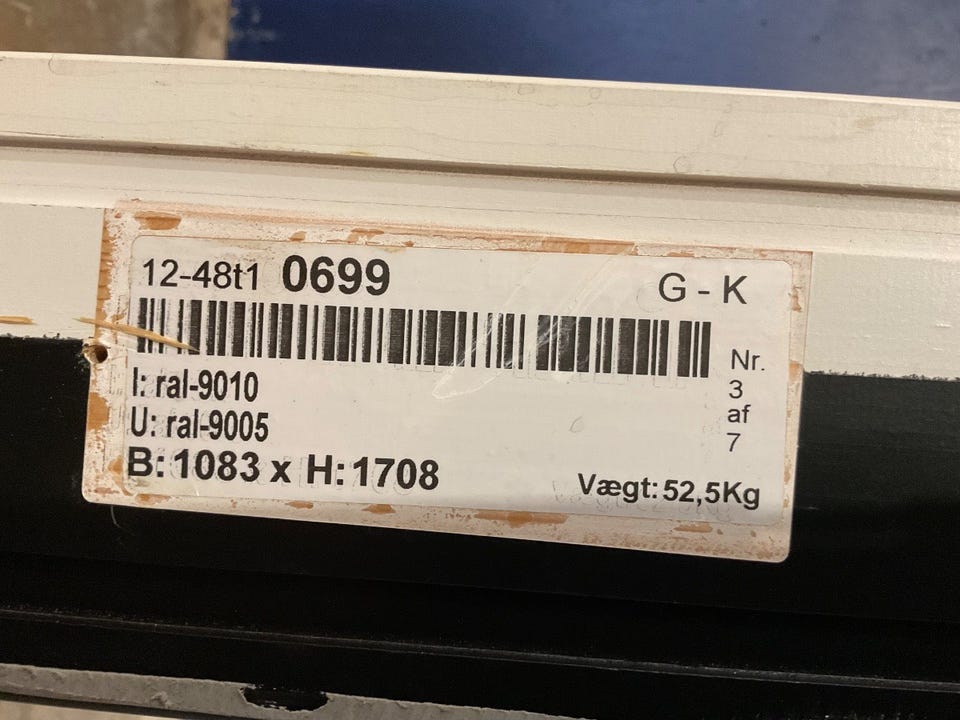 12-48t1 0699 G - K
I: ral-9010
U: ral-9005
B: 1083 x H: 1708
Nr.
3
af
7
Vægt: 52,5Kg